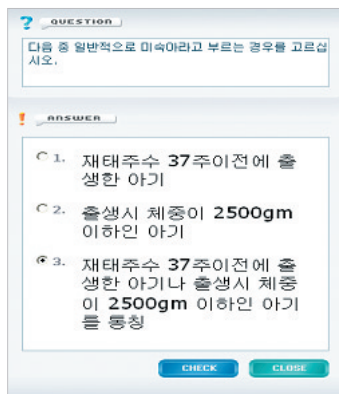 ? QUESTION
다음 중 일반적으로 미숙아라고 부르는 경우를 고르십
시오.
! ANSWER
1. 재태주수 37주이전에 출
생한 아기
2. 출생시 체중이 2500gm
이하인 아기
3. 재태주수 37주이전에 출
생한 아기나 출생시 체중
이 2500gm 이하인 아기
를 통칭
CHECK CLOSE